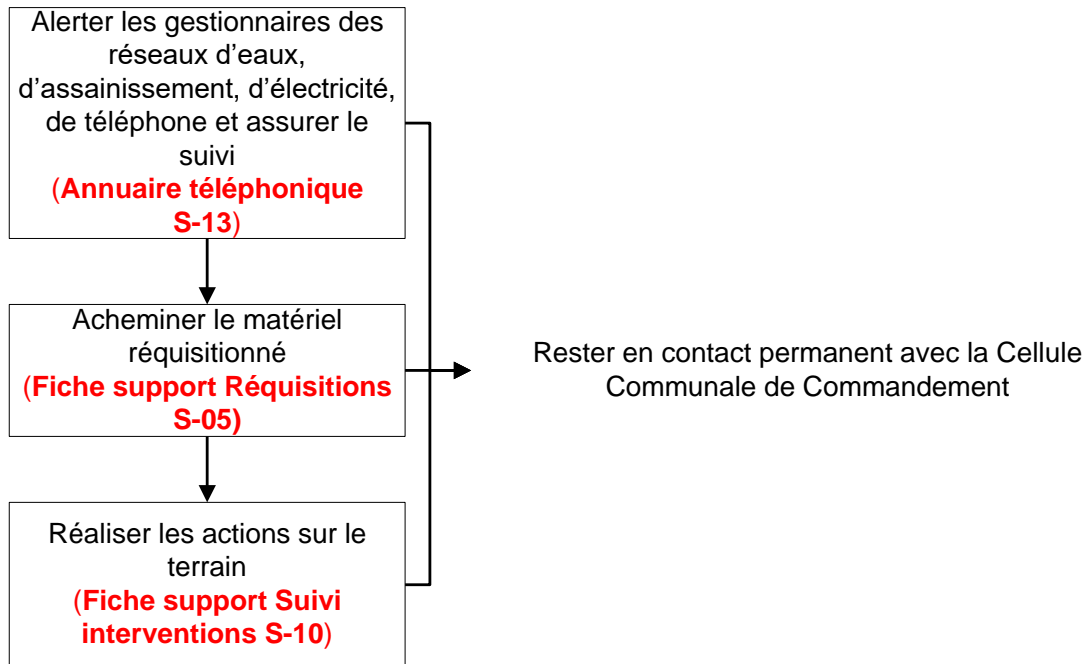 Alerter les gestionnaires des
réseaux d’eaux,
d’assainissement, d’électricité,
de téléphone et assurer le
suivi
(Annuaire téléphonique
S-13)
Acheminer le matériel
réquisitionné
(Fiche support Réquisitions
S-05)
Rester en contact permanent avec la Cellule
Communale de Commandement
Réaliser les actions sur le
terrain
(Fiche support Suivi
interventions S-10)